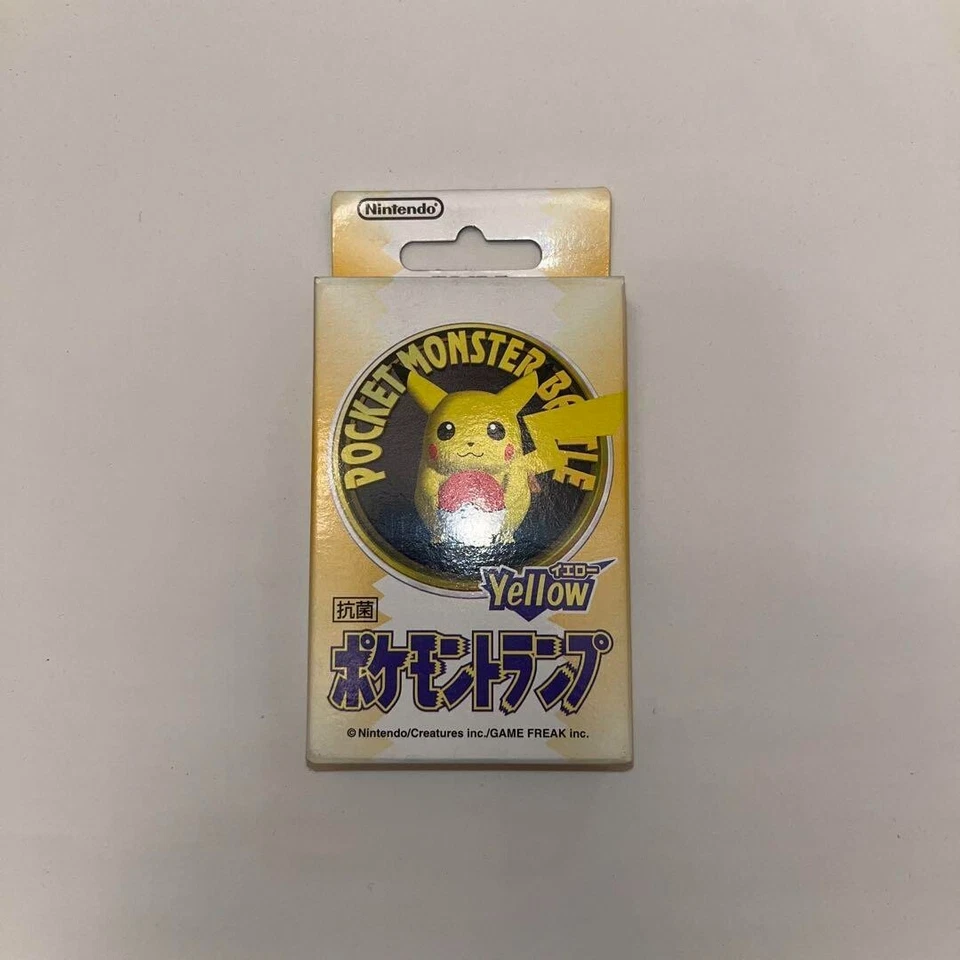 Nintendo
POCKET MONSTER BATTLE
イエロー
Yellow
抗菌
ポケモントランプ
© Nintendo/Creatures inc./GAME FREAK inc.